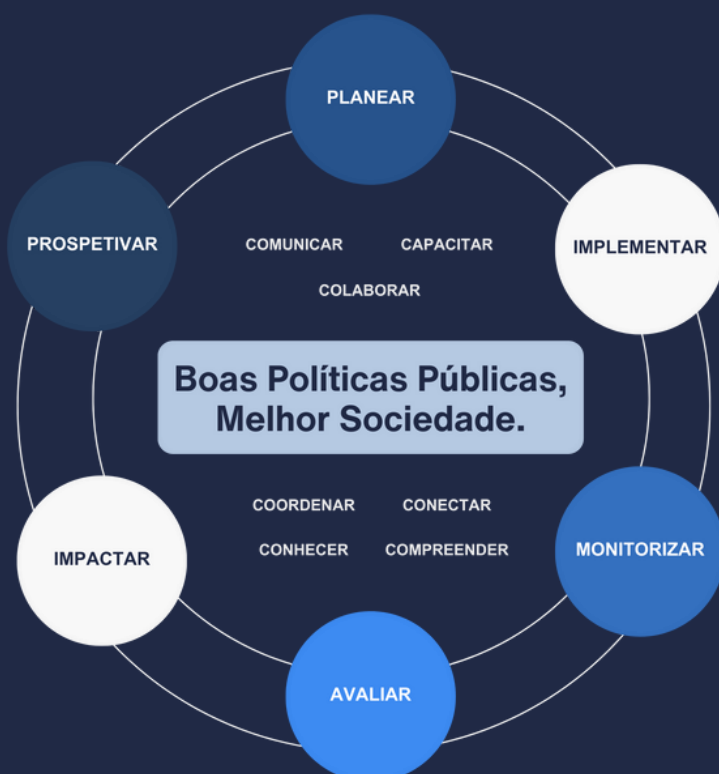 PLANEAR
PROSPETIVAR
IMPLEMENTAR
COMUNICAR
CAPACITAR
COLABORAR
Boas Políticas Públicas,
Melhor Sociedade.
COORDENAR
CONECTAR
CONHECER
COMPREENDER
IMPACTAR
MONITORIZAR
AVALIAR